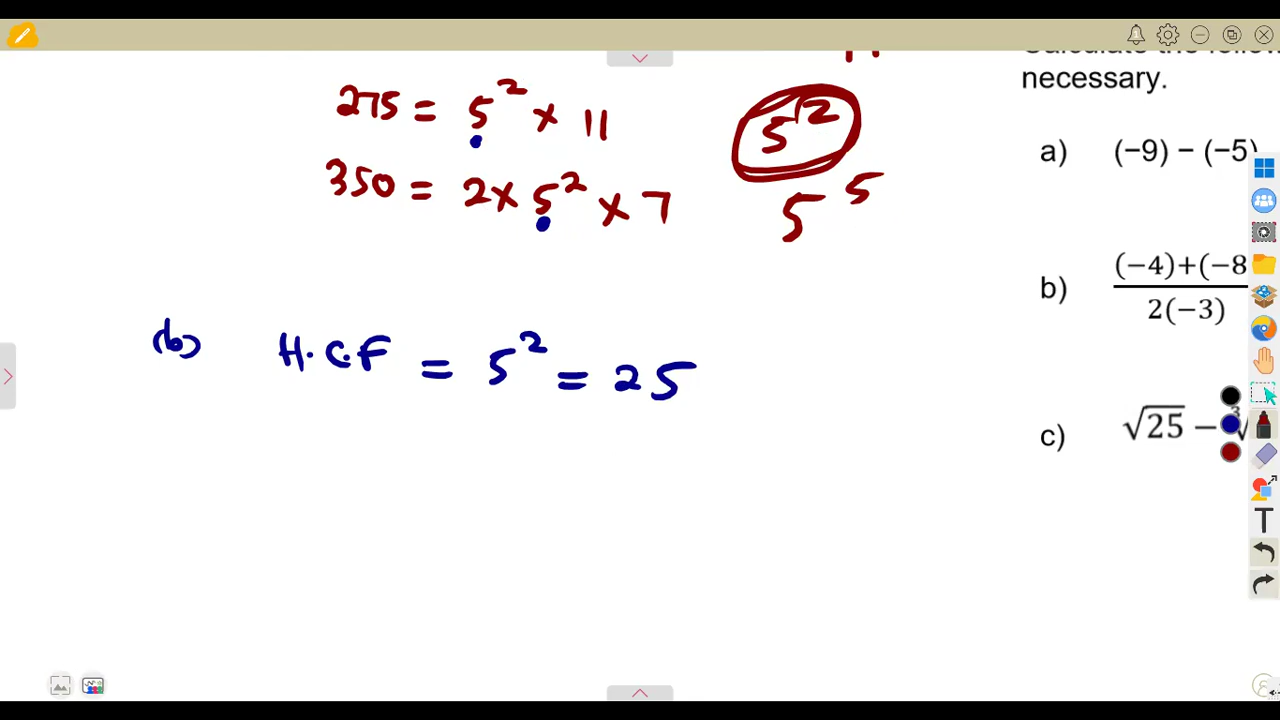 275 = 5² × 11
350 = 2 × 5² × 7
5²
5⁵
(b) H.C.F = 5² = 25
necessary.
a) (−9) − (−5)
b) (−4)+(−8
2(−3)
c) √25 − ³√
T